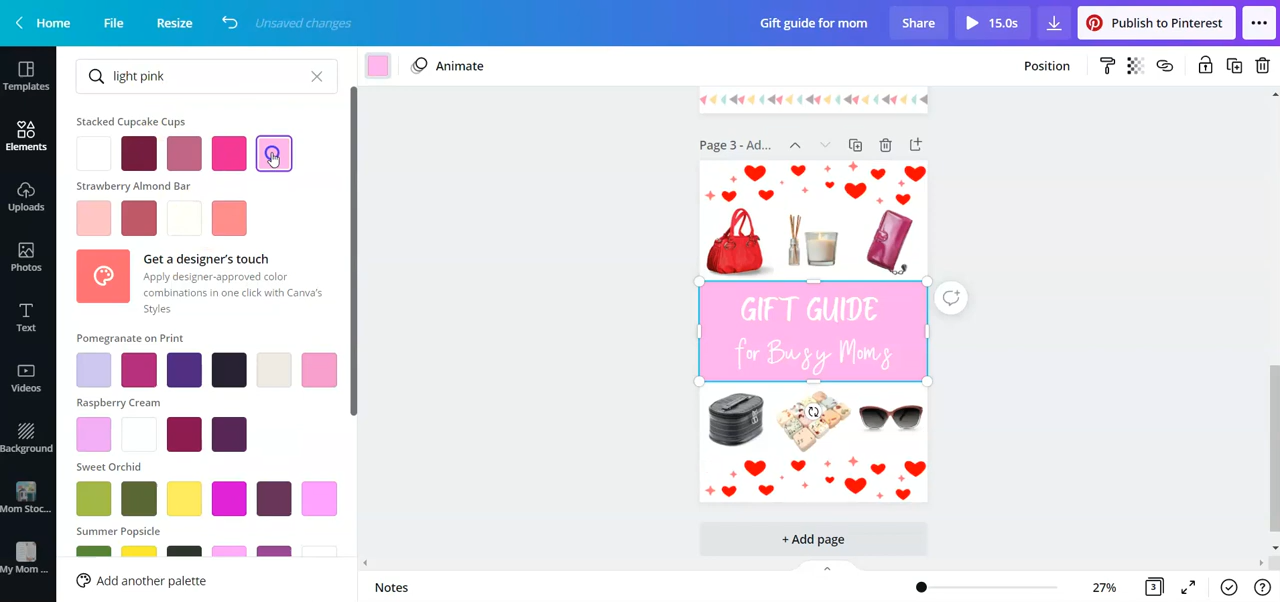 Home File Resize Unsaved changes Gift guide for mom Share 15.0s Publish to Pinterest
Templates
Elements
Uploads
Photos
Text
Videos
Background
Mom Stoc...
My Mom ...
light pink
Stacked Cupcake Cups
Strawberry Almond Bar
Get a designer's touch
Apply designer-approved color
combinations in one click with Canva's
Styles
Pomegranate on Print
Raspberry Cream
Sweet Orchid
Summer Popsicle
Add another palette
Animate Position
Page 3 - Ad...
GIFT GUIDE
for Busy Moms
+ Add page
Notes 27% 3